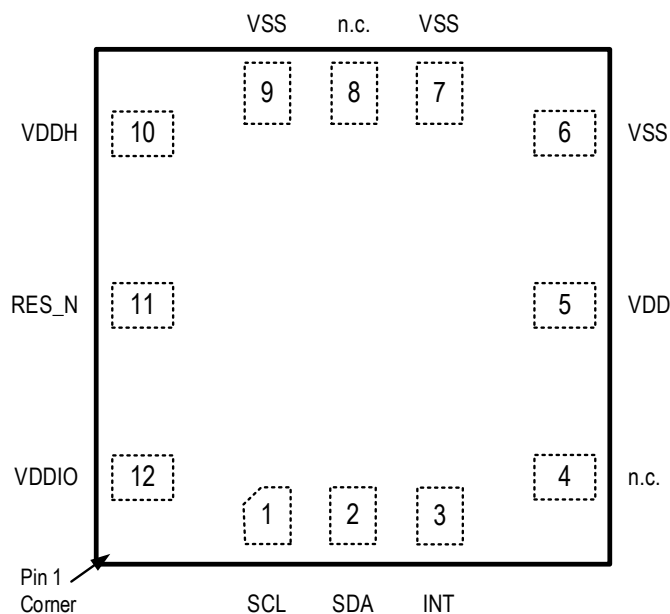 VSS n.c. VSS
9 8 7
VDDH 10 6 VSS
RES_N 11 5 VDD
VDDIO 12 4 n.c.
1 2 3
Pin 1
Corner
SCL SDA INT